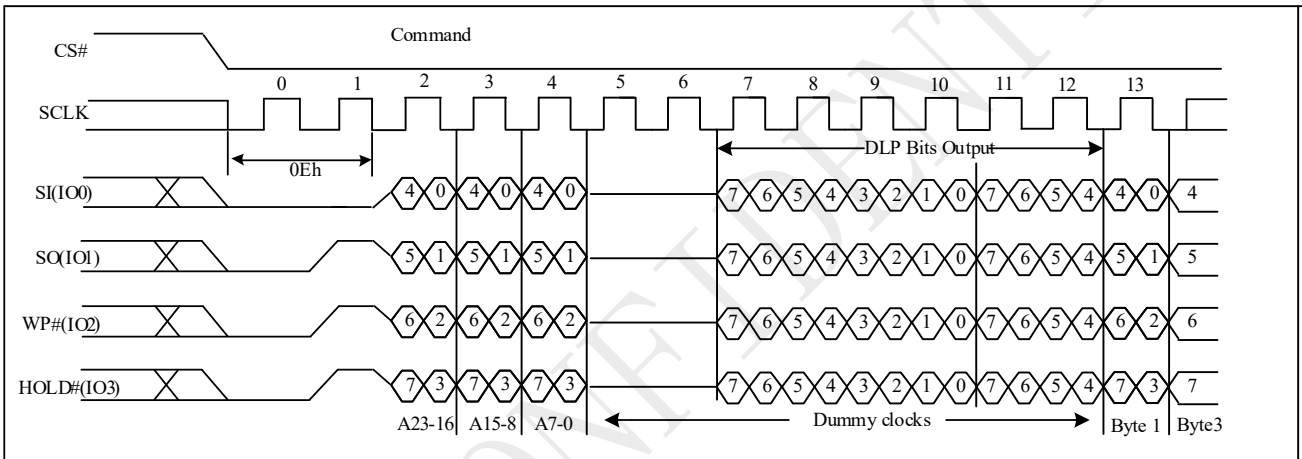 Command
CS#
0 1 2 3 4 5 6 7 8 9 10 11 12 13
SCLK
0Eh
DLP Bits Output
SI(IO0) 4 0 4 0 4 0 7 6 5 4 3 2 1 0 7 6 5 4 4 0 4
SO(IO1) 5 1 5 1 5 1 7 6 5 4 3 2 1 0 7 6 5 4 5 1 5
WP#(IO2) 6 2 6 2 6 2 7 6 5 4 3 2 1 0 7 6 5 4 6 2 6
HOLD#(IO3) 7 3 7 3 7 3 7 6 5 4 3 2 1 0 7 6 5 4 7 3 7
A23-16 A15-8 A7-0 Dummy clocks Byte 1 Byte3